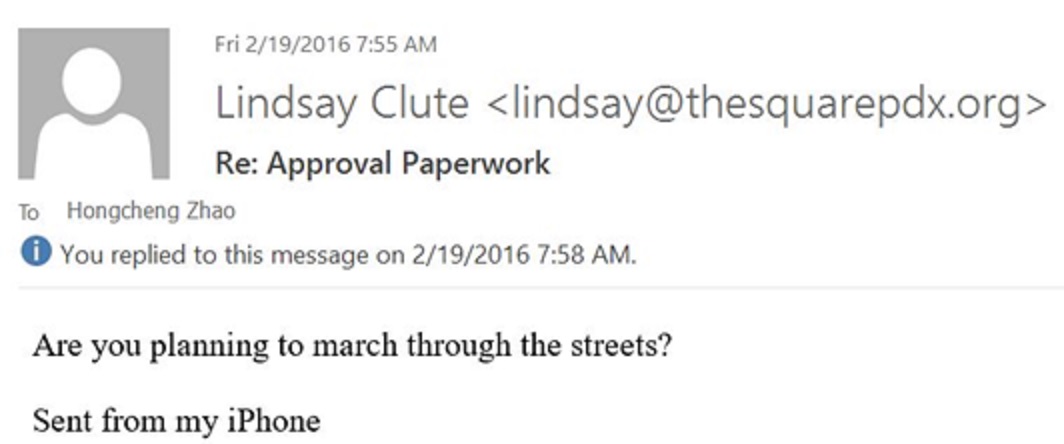 Fri 2/19/2016 7:55 AM
Lindsay Clute <lindsay@thesquarepdx.org>
Re: Approval Paperwork
To Hongcheng Zhao
i You replied to this message on 2/19/2016 7:58 AM.
Are you planning to march through the streets?
Sent from my iPhone